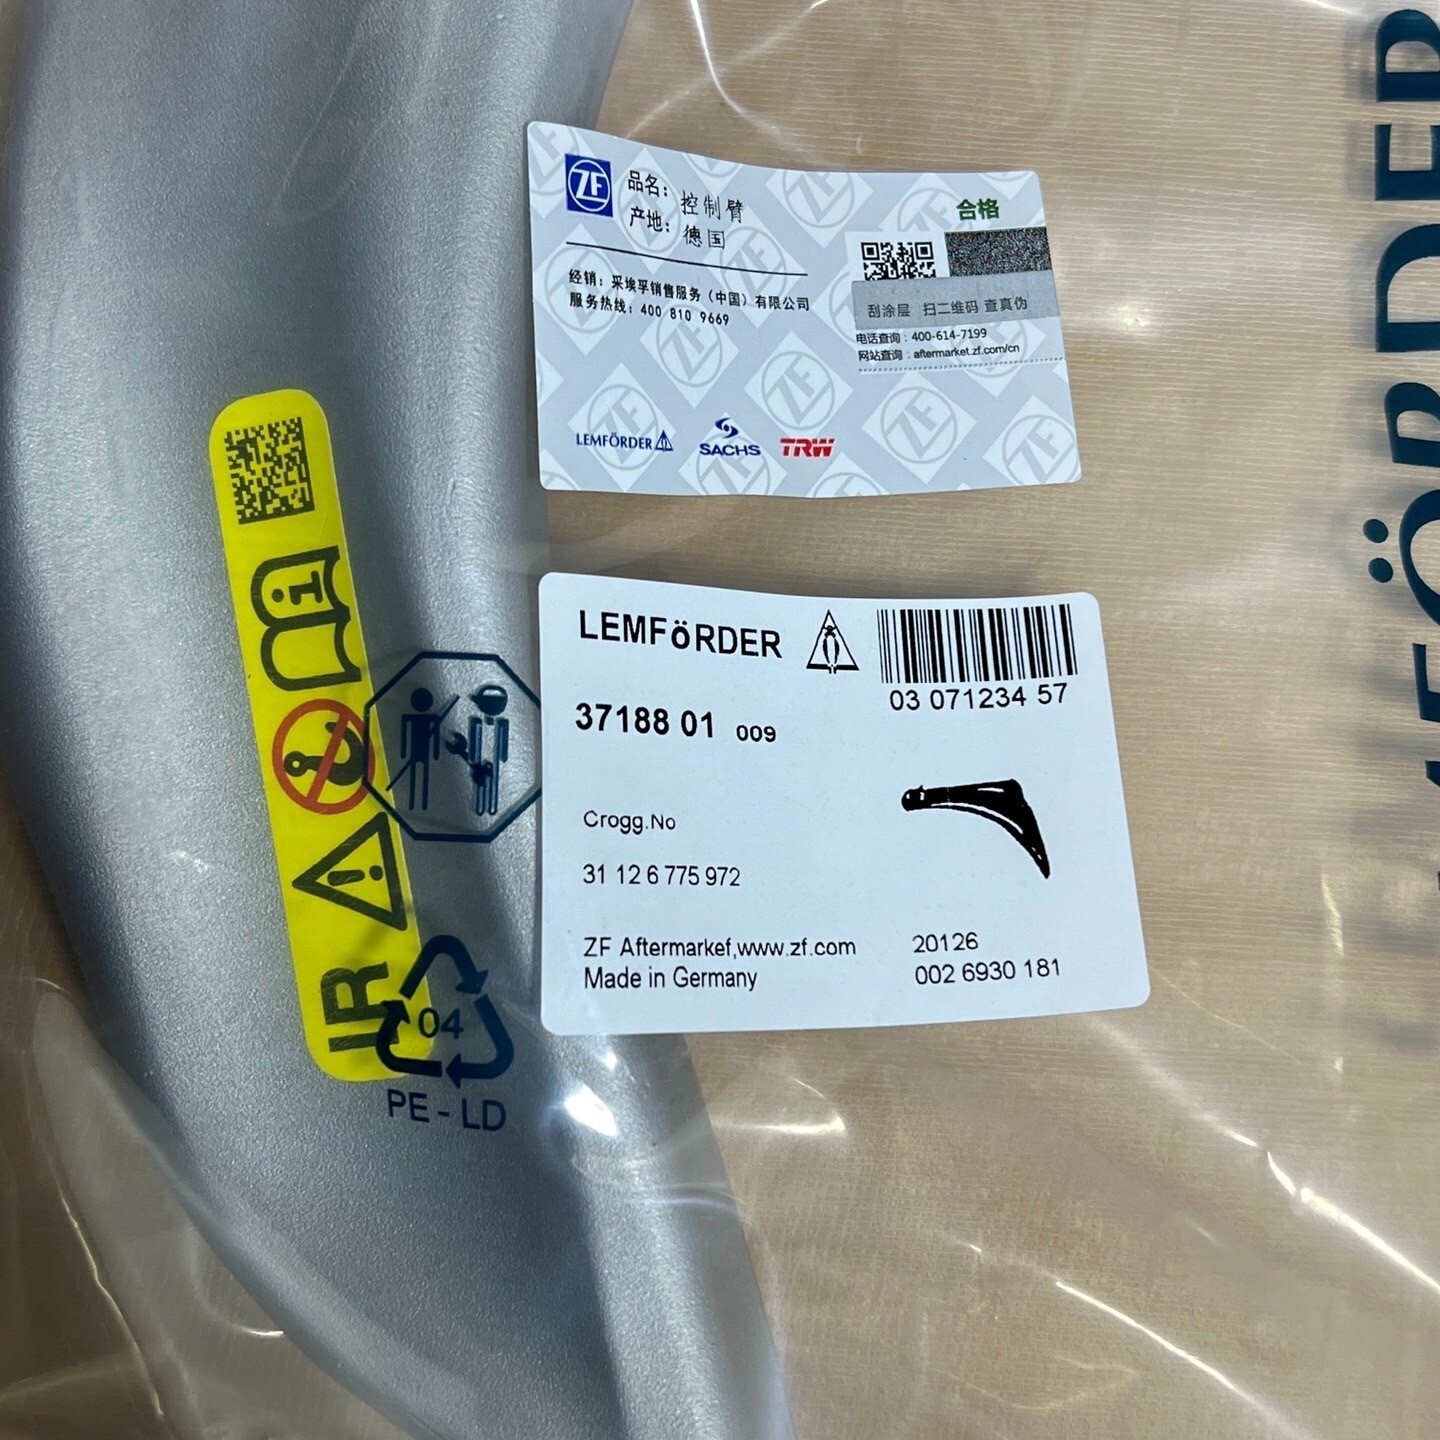 ZF
品名：控制臂
产地：德国
合格
经销：采埃孚销售服务（中国）有限公司
服务热线：400 810 9669
刮涂层 扫二维码 查真伪
电话查询：400-614-7199
网站查询：aftermarket.zf.com/cn
LEMFÖRDER SACHS TRW
LEMFÖRDER
03 071234 57
37188 01 009
Crogg.No
31 12 6 775 972
ZF Aftermarkef,www.zf.com
Made in Germany
20126
002 6930 181
IR
04
PE - LD
LEMFÖRDER